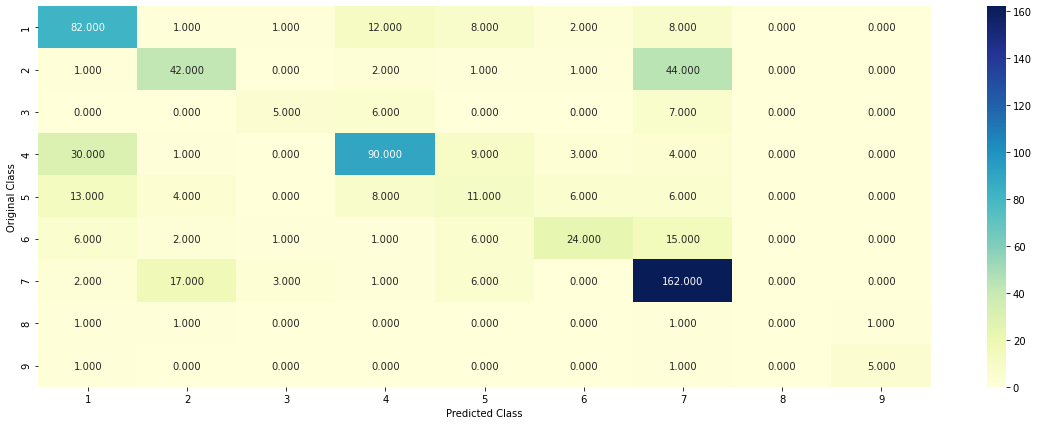 1 82.000 1.000 1.000 12.000 8.000 2.000 8.000 0.000 0.000
2 1.000 42.000 0.000 2.000 1.000 1.000 44.000 0.000 0.000
3 0.000 0.000 5.000 6.000 0.000 0.000 7.000 0.000 0.000
4 30.000 1.000 0.000 90.000 9.000 3.000 4.000 0.000 0.000
5 13.000 4.000 0.000 8.000 11.000 6.000 6.000 0.000 0.000
6 6.000 2.000 1.000 1.000 6.000 24.000 15.000 0.000 0.000
7 2.000 17.000 3.000 1.000 6.000 0.000 162.000 0.000 0.000
8 1.000 1.000 0.000 0.000 0.000 0.000 1.000 0.000 1.000
9 1.000 0.000 0.000 0.000 0.000 0.000 1.000 0.000 5.000
1 2 3 4 5 6 7 8 9
Predicted Class
Original Class
160
140
120
100
80
60
40
20
0